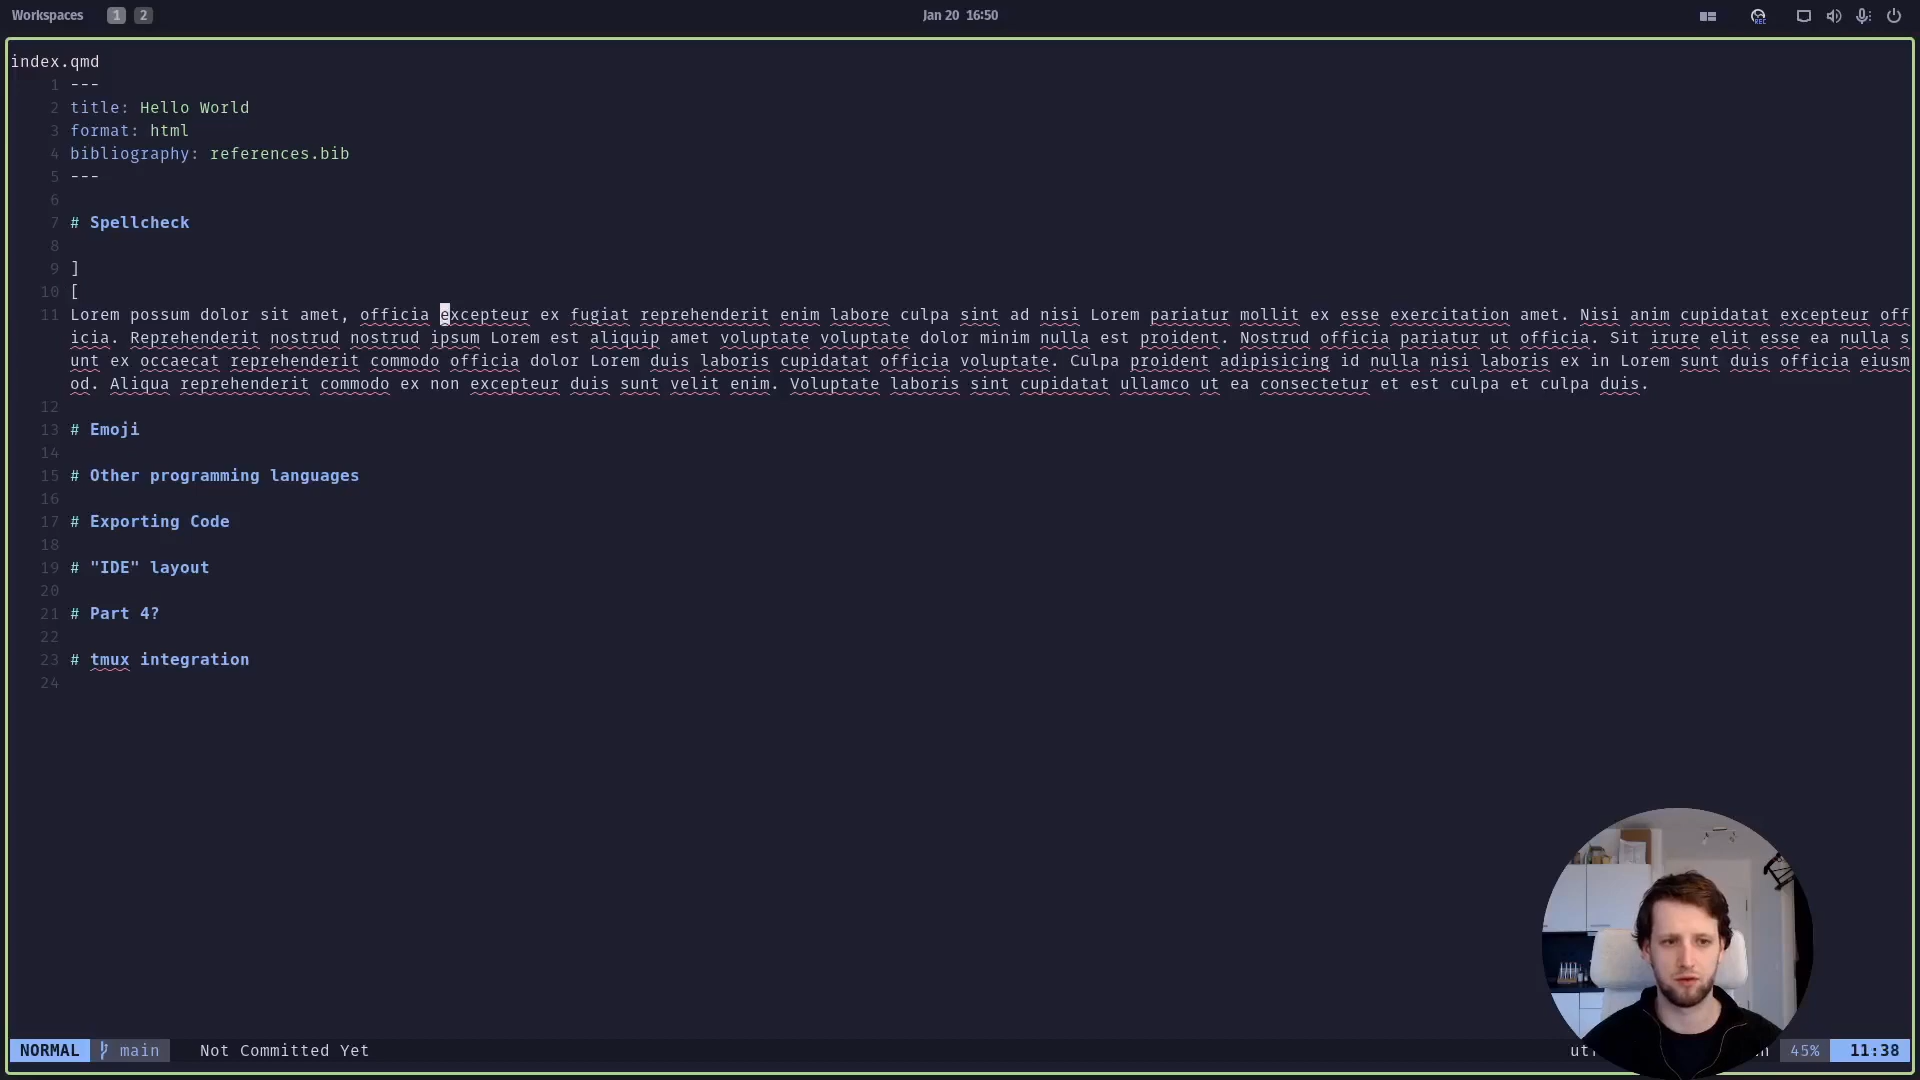 Workspaces 1 2 Jan 20 16:50 REC
index.qmd
1 ---
2 title: Hello World
3 format: html
4 bibliography: references.bib
5 ---
6
7 # Spellcheck
8
9 ]
10 [
11 Lorem possum dolor sit amet, officia excepteur ex fugiat reprehenderit enim labore culpa sint ad nisi Lorem pariatur mollit ex esse exercitation amet. Nisi anim cupidatat excepteur off
icia. Reprehenderit nostrud nostrud ipsum Lorem est aliquip amet voluptate voluptate dolor minim nulla est proident. Nostrud officia pariatur ut officia. Sit irure elit esse ea nulla s
unt ex occaecat reprehenderit commodo officia dolor Lorem duis laboris cupidatat officia voluptate. Culpa proident adipisicing id nulla nisi laboris ex in Lorem sunt duis officia eiusm
od. Aliqua reprehenderit commodo ex non excepteur duis sunt velit enim. Voluptate laboris sint cupidatat ullamco ut ea consectetur et est culpa et culpa duis.
12
13 # Emoji
14
15 # Other programming languages
16
17 # Exporting Code
18
19 # "IDE" layout
20
21 # Part 4?
22
23 # tmux integration
24
NORMAL main Not Committed Yet 45% 11:38